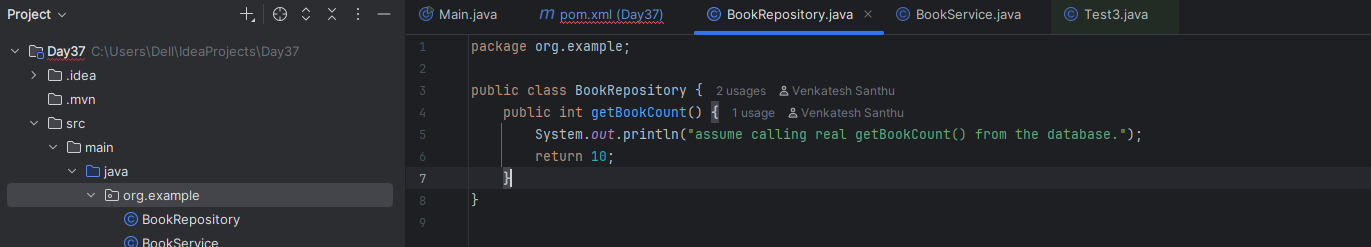 Project
Main.java
pom.xml (Day37)
BookRepository.java
BookService.java
Test3.java
Day37 C:\Users\Dell\IdeaProjects\Day37
.idea
.mvn
src
main
java
org.example
BookRepository
BookService
1 package org.example;
2
3 public class BookRepository { 2 usages Venkatesh Santhu
4 public int getBookCount() { 1 usage Venkatesh Santhu
5 System.out.println("assume calling real getBookCount() from the database.");
6 return 10;
7 }
8 }
9